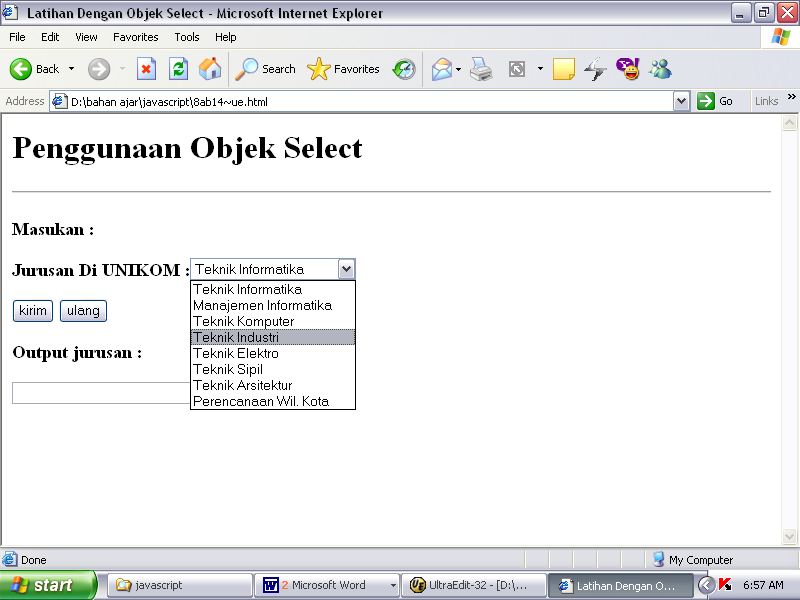 Latihan Dengan Objek Select - Microsoft Internet Explorer
File Edit View Favorites Tools Help
Back Search Favorites
Address D:\bahan ajar\javascript\8ab14~ue.html Go Links »
Penggunaan Objek Select
Masukan :
Jurusan Di UNIKOM : Teknik Informatika
Teknik Informatika
Manajemen Informatika
Teknik Komputer
Teknik Industri
Teknik Elektro
Teknik Sipil
Teknik Arsitektur
Perencanaan Wil. Kota
kirim ulang
Output jurusan :
Done My Computer
start javascript 2 Microsoft Word UltraEdit-32 - [D:\... Latihan Dengan O... 6:57 AM